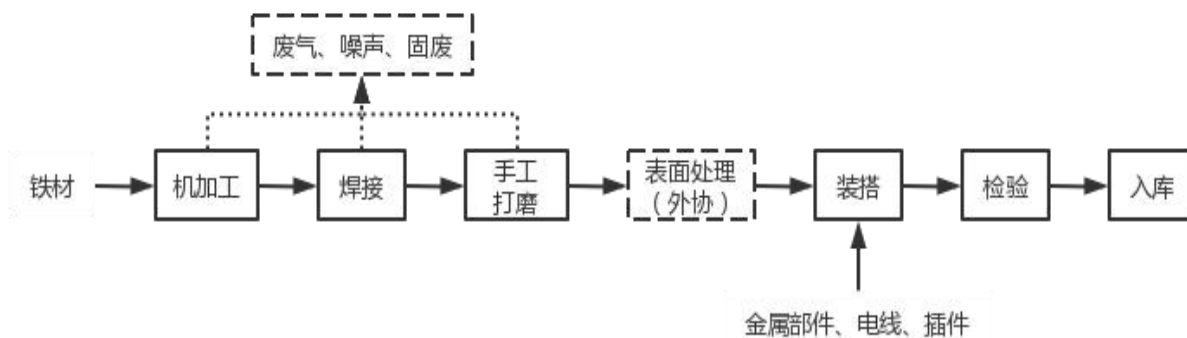 废气、噪声、固废
铁材
机加工
焊接
手工
打磨
表面处理
（外协）
装搭
检验
入库
金属部件、电线、插件